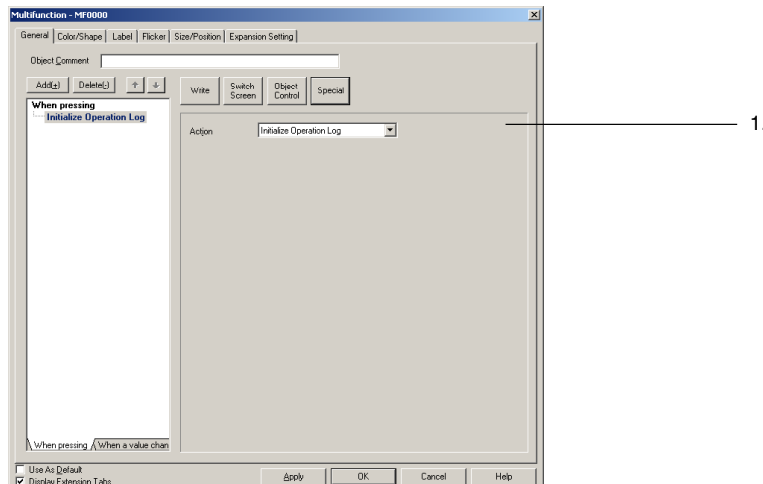 Multifunction - MF0000
General Color/Shape Label Flicker Size/Position Expansion Setting
Object Comment
Add(+) Delete(-)
Write Switch Screen Object Control Special
When pressing
Initialize Operation Log
Action Initialize Operation Log
1.
When pressing When a value chan
Use As Default
Display Extension Tabs
Apply OK Cancel Help